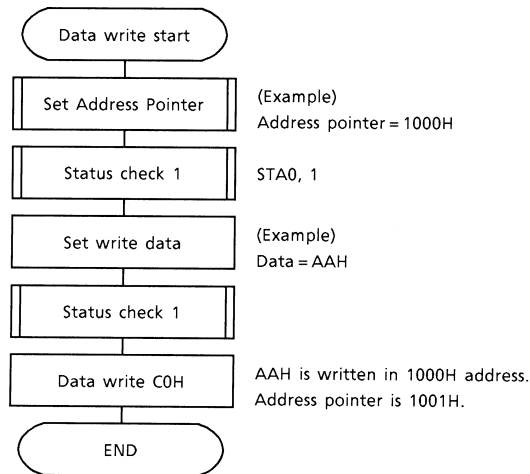 Data write start
Set Address Pointer
(Example)
Address pointer = 1000H
Status check 1
STA0, 1
Set write data
(Example)
Data = AAH
Status check 1
Data write C0H
AAH is written in 1000H address.
Address pointer is 1001H.
END